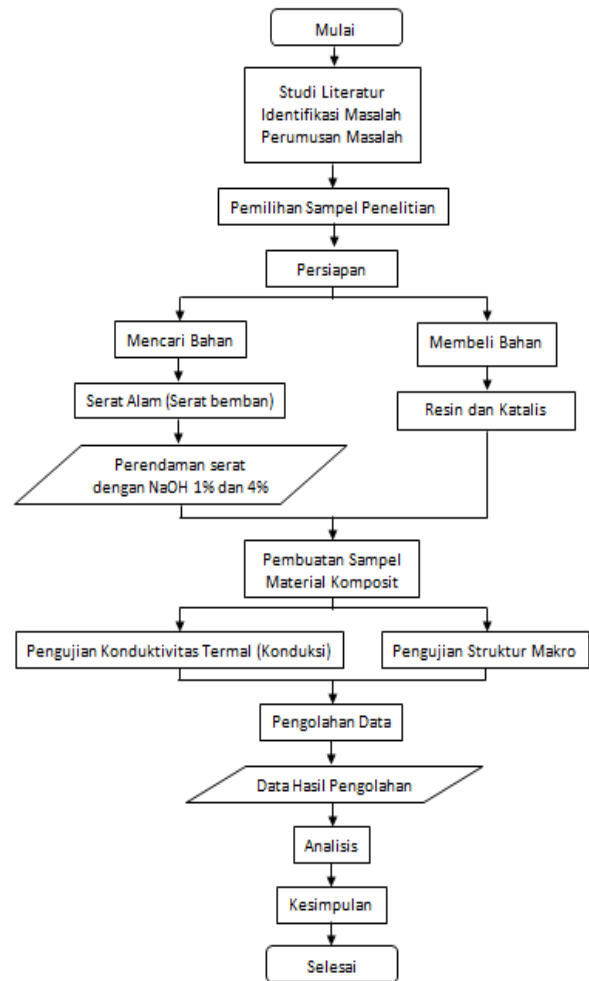 Mulai
Studi Literatur
Identifikasi Masalah
Perumusan Masalah
Pemilihan Sampel Penelitian
Persiapan
Mencari Bahan
Membeli Bahan
Serat Alam (Serat bemban)
Resin dan Katalis
Perendaman serat
dengan NaOH 1% dan 4%
Pembuatan Sampel
Material Komposit
Pengujian Konduktivitas Termal (Konduksi)
Pengujian Struktur Makro
Pengolahan Data
Data Hasil Pengolahan
Analisis
Kesimpulan
Selesai